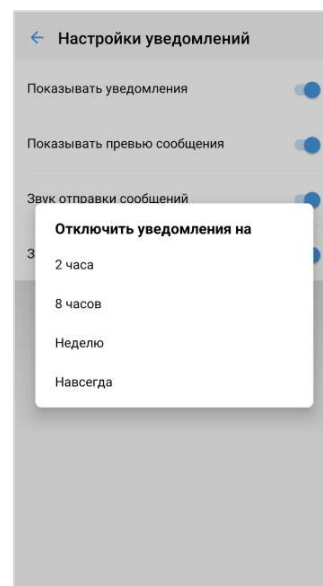 Настройки уведомлений
Показывать уведомления
Показывать превью сообщения
Звук отправки сообщений
З
Отключить уведомления на
2 часа
8 часов
Неделю
Навсегда